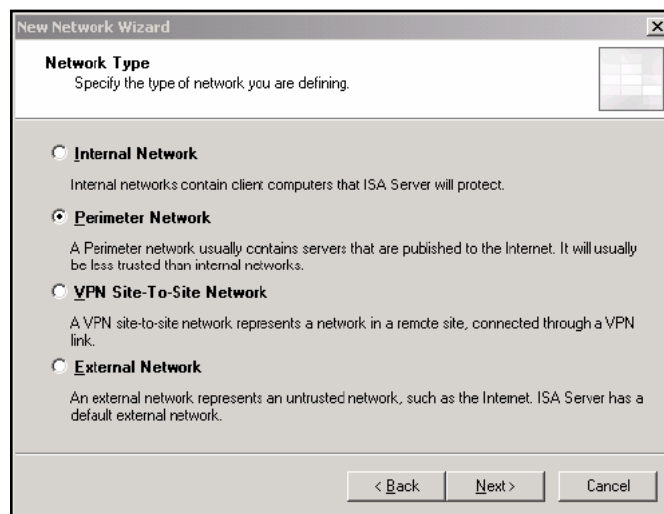 New Network Wizard
Network Type
Specify the type of network you are defining.
Internal Network
Internal networks contain client computers that ISA Server will protect.
Perimeter Network
A Perimeter network usually contains servers that are published to the Internet. It will usually
be less trusted than internal networks.
VPN Site-To-Site Network
A VPN site-to-site network represents a network in a remote site, connected through a VPN
link.
External Network
An external network represents an untrusted network, such as the Internet. ISA Server has a
default external network.
< Back Next > Cancel